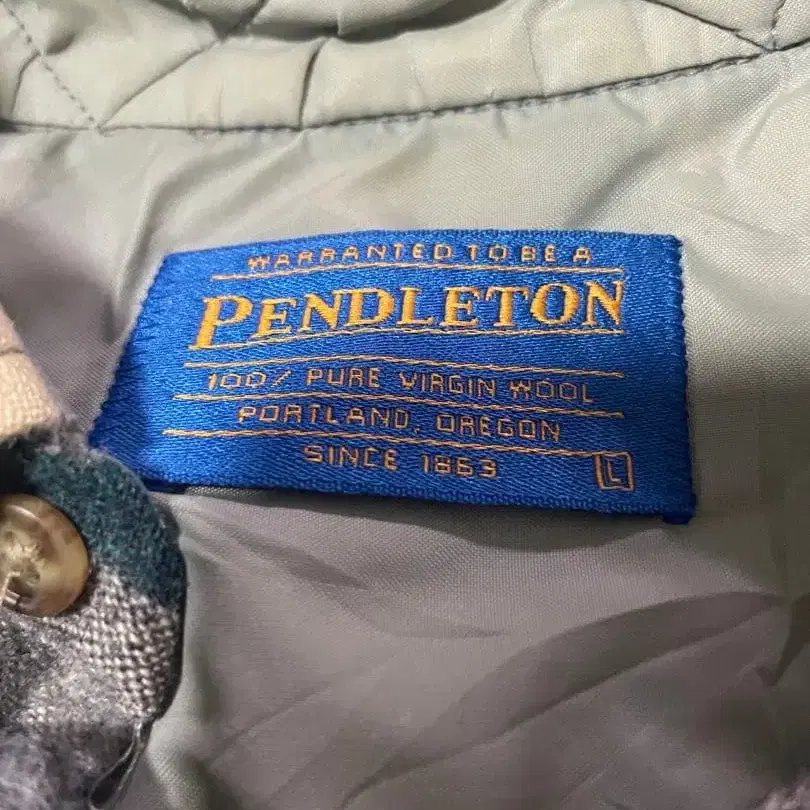 WARRANTED TO BE A
PENDLETON
100% PURE VIRGIN WOOL
PORTLAND, OREGON
SINCE 1863
L